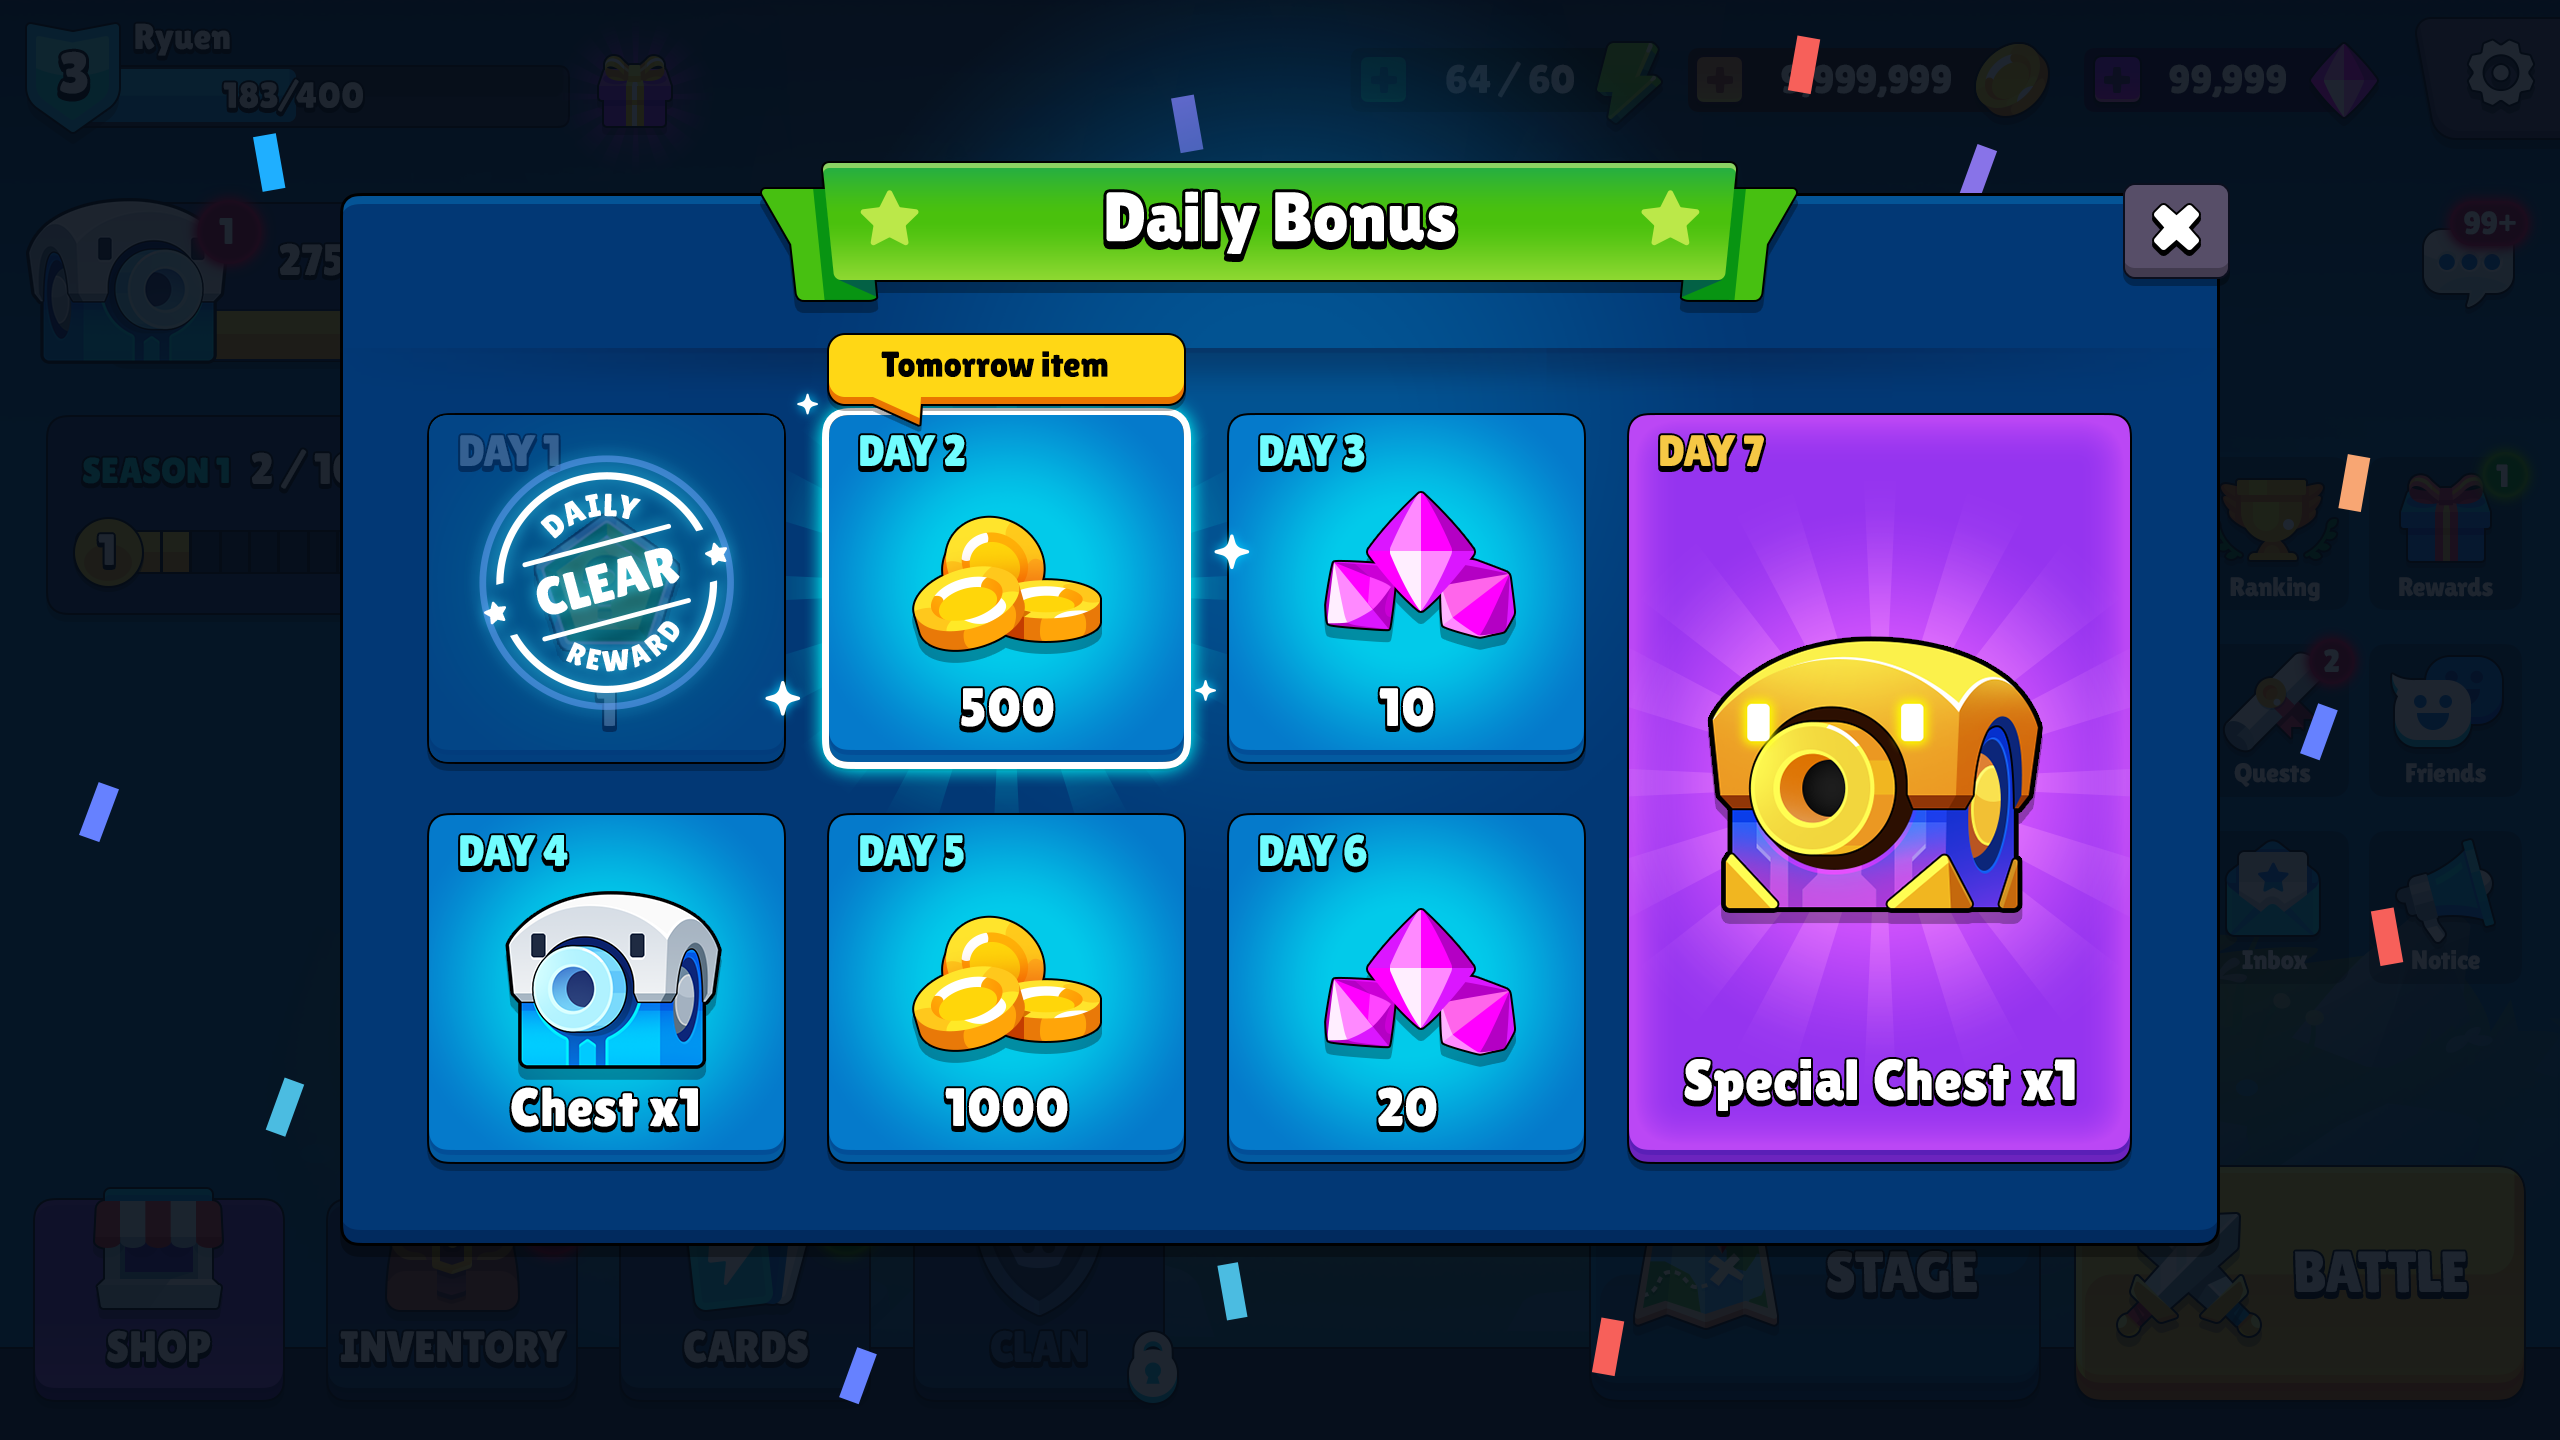 3
Ryuen
183/400
64/60
9,999,999
99,999
Daily Bonus
1
275
99+
Tomorrow item
DAY 1
DAILY
CLEAR
REWARD
1
DAY 2
500
DAY 3
10
DAY 7
Special Chest x1
SEASON 1
2/10
1
Ranking
1
Rewards
2
Quests
Friends
DAY 4
Chest x1
DAY 5
1000
DAY 6
20
Inbox
Notice
SHOP
INVENTORY
CARDS
CLAN
STAGE
BATTLE